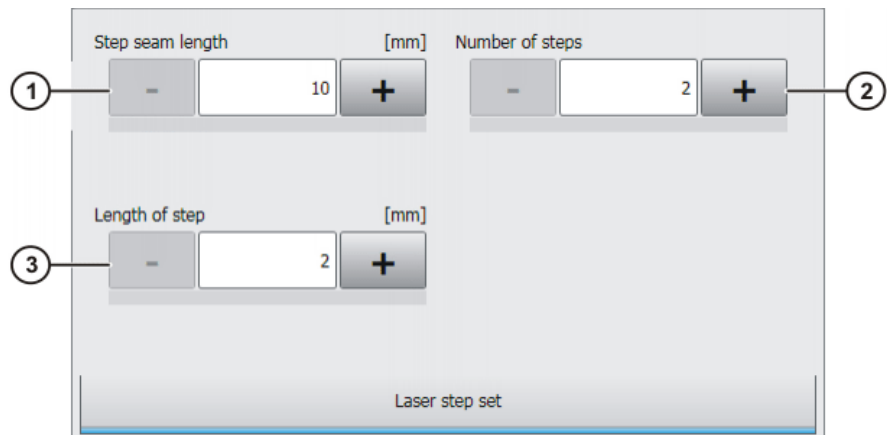 Step seam length [mm] Number of steps
1 - 10 + - 2 + 2
Length of step [mm]
3 - 2 +
Laser step set